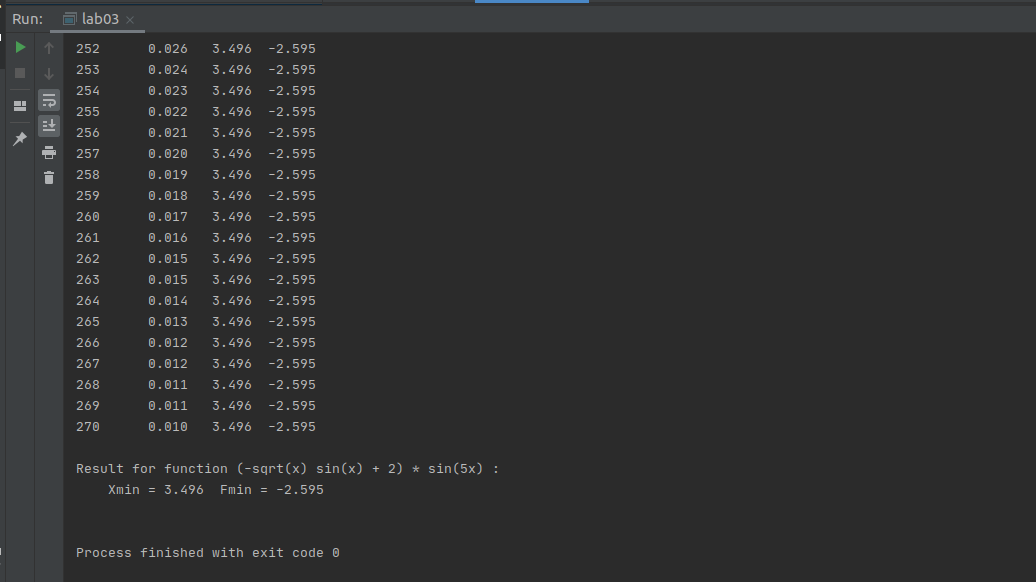 Run: lab03 ×
252 0.026 3.496 -2.595
253 0.024 3.496 -2.595
254 0.023 3.496 -2.595
255 0.022 3.496 -2.595
256 0.021 3.496 -2.595
257 0.020 3.496 -2.595
258 0.019 3.496 -2.595
259 0.018 3.496 -2.595
260 0.017 3.496 -2.595
261 0.016 3.496 -2.595
262 0.015 3.496 -2.595
263 0.015 3.496 -2.595
264 0.014 3.496 -2.595
265 0.013 3.496 -2.595
266 0.012 3.496 -2.595
267 0.012 3.496 -2.595
268 0.011 3.496 -2.595
269 0.011 3.496 -2.595
270 0.010 3.496 -2.595
Result for function (-sqrt(x) sin(x) + 2) * sin(5x) :
Xmin = 3.496 Fmin = -2.595
Process finished with exit code 0